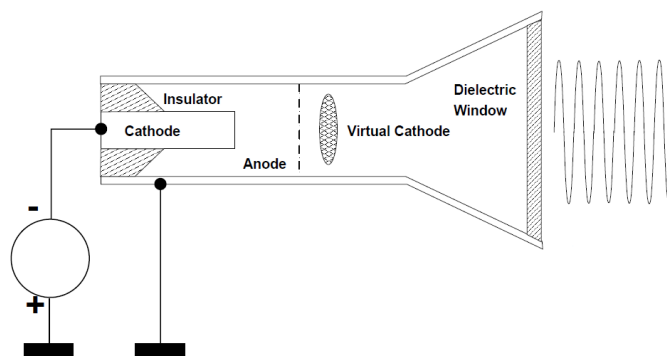 Insulator
Cathode
Anode
Virtual Cathode
Dielectric
Window
-
+